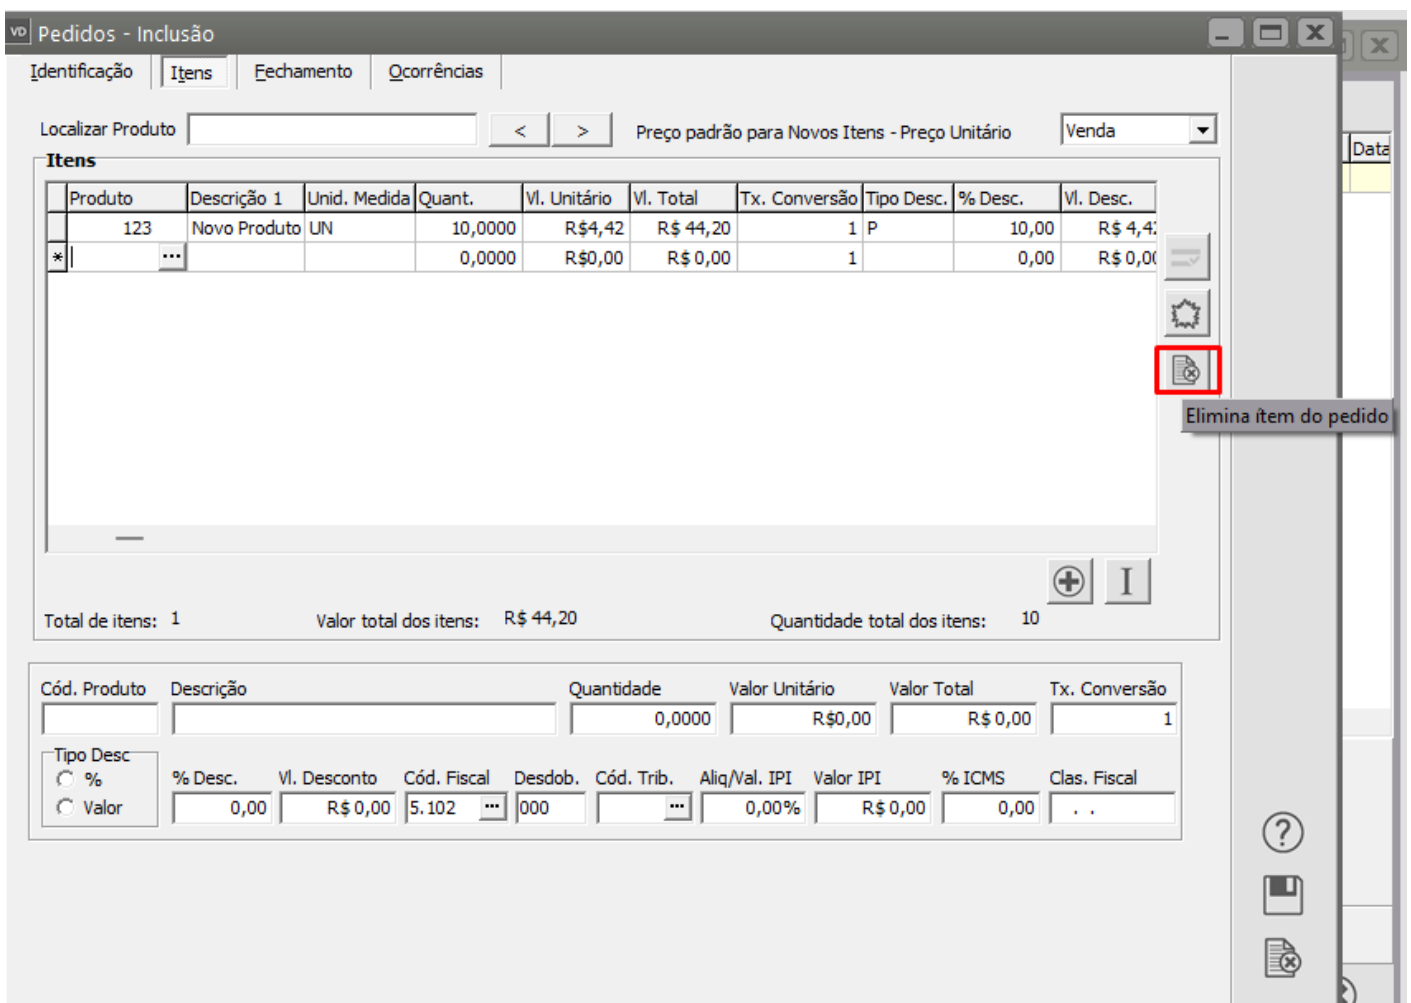 VD Pedidos - Inclusão
Identificação Itens Fechamento Ocorrências
Localizar Produto < > Preço padrão para Novos Itens - Preço Unitário Venda
Data
Itens
Produto Descrição 1 Unid. Medida Quant. Vl. Unitário Vl. Total Tx. Conversão Tipo Desc. % Desc. Vl. Desc.
123 Novo Produto UN 10,0000 R$4,42 R$ 44,20 1 P 10,00 R$ 4,42
* ... 0,0000 R$0,00 R$ 0,00 1 0,00 R$ 0,00
Elimina ítem do pedido
I
Total de itens: 1 Valor total dos itens: R$ 44,20 Quantidade total dos itens: 10
Cód. Produto Descrição Quantidade Valor Unitário Valor Total Tx. Conversão
0,0000 R$0,00 R$ 0,00 1
Tipo Desc
% % Desc. Vl. Desconto Cód. Fiscal Desdob. Cód. Trib. Aliq/Val. IPI Valor IPI % ICMS Clas. Fiscal
Valor 0,00 R$ 0,00 5.102 ... 000 ... 0,00% R$ 0,00 0,00 . .
?